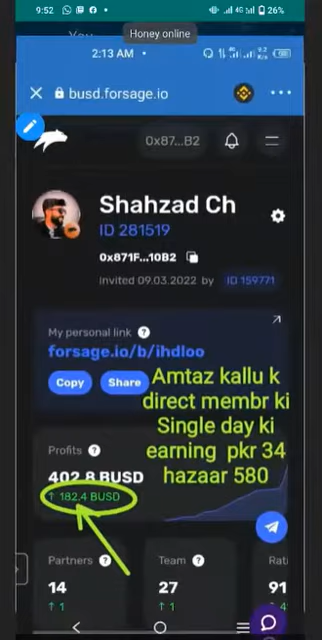 9:52 4G 26%
You
Honey online
2:13 AM •
busd.forsage.io
0x87...B2
Shahzad Ch
ID 281519
0x871F...10B2
Invited 09.03.2022 by ID 159771
My personal link ?
forsage.io/b/ihdloo
Copy Share
Amtaz kallu k
direct membr ki
Single day ki
earning pkr 34
hazaar 580
Profits ?
402.8 BUSD
↑ 182.4 BUSD
Partners ? Team ? Rati
14 27 91
↑ 1 ↑ 1